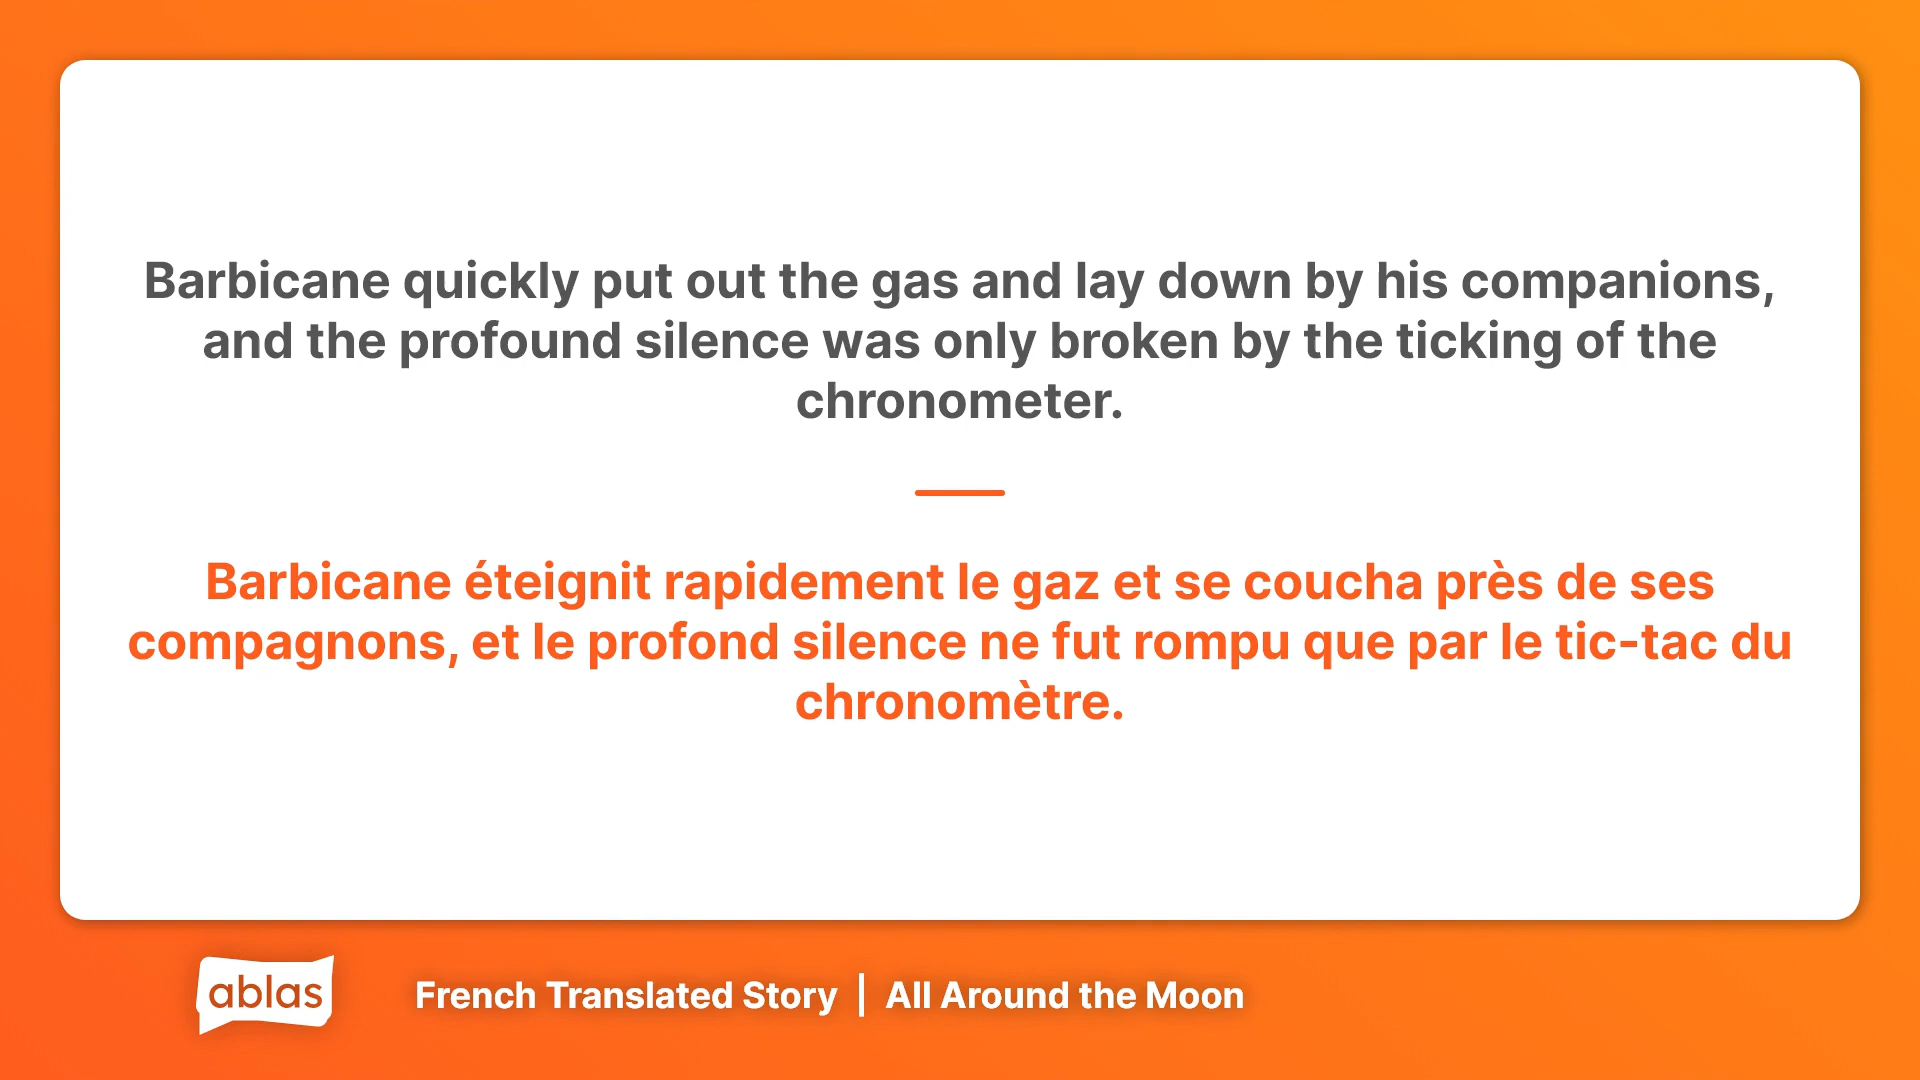 Barbicane quickly put out the gas and lay down by his companions,
and the profound silence was only broken by the ticking of the
chronometer.
Barbicane éteignit rapidement le gaz et se coucha près de ses
compagnons, et le profond silence ne fut rompu que par le tic-tac du
chronomètre.
ablas
French Translated Story | All Around the Moon